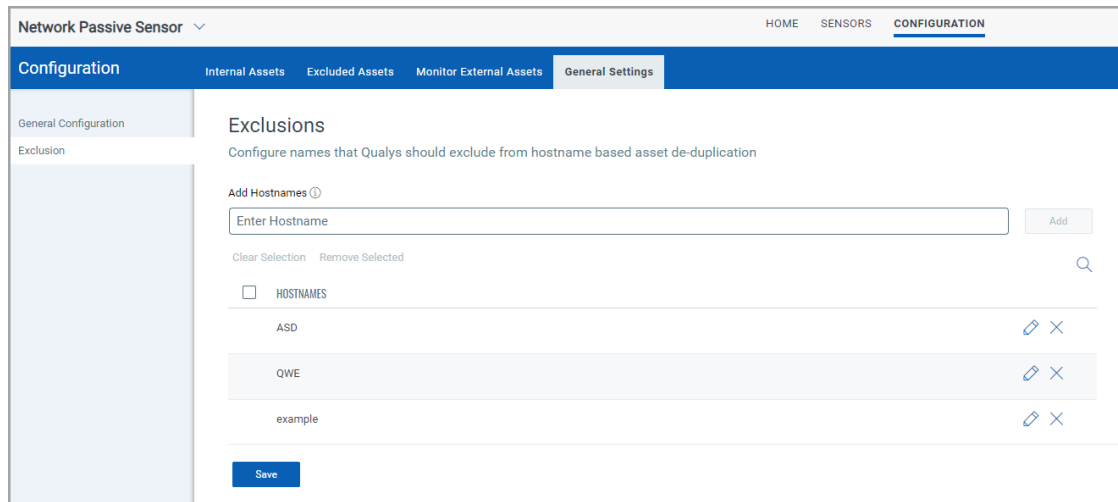 Network Passive Sensor
HOME SENSORS CONFIGURATION
Configuration
Internal Assets Excluded Assets Monitor External Assets General Settings
General Configuration
Exclusion
Exclusions
Configure names that Qualys should exclude from hostname based asset de-duplication
Add Hostnames
Enter Hostname
Add
Clear Selection Remove Selected
HOSTNAMES
ASD
QWE
example
Save